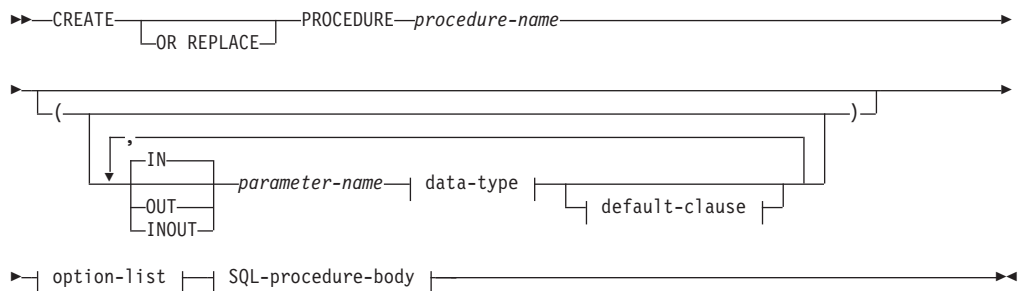 CREATE PROCEDURE procedure-name
OR REPLACE
( )
,
IN
parameter-name data-type
OUT default-clause
INOUT
option-list SQL-procedure-body